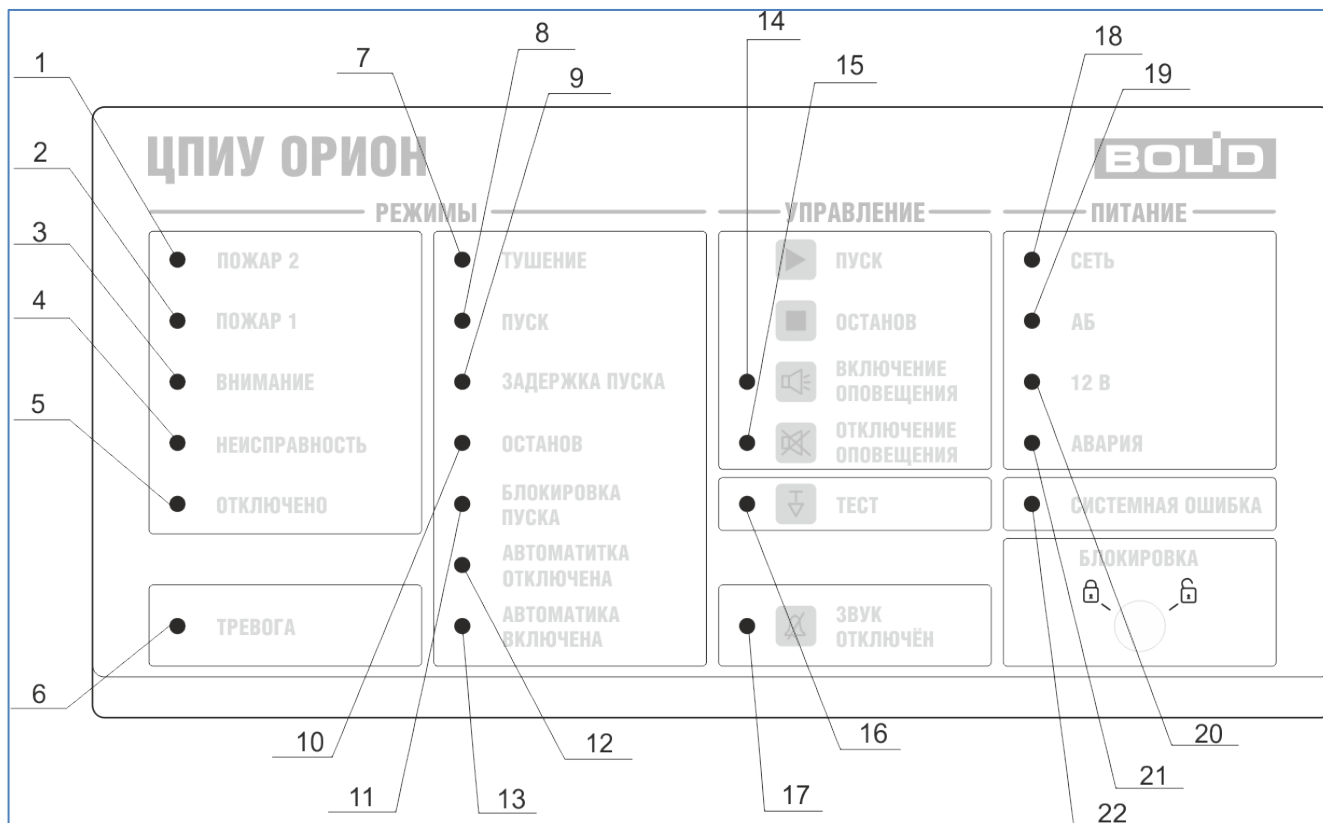 1
2
3
4
5
6
7
8
9
14
15
18
19
ЦПИУ ОРИОН
BOLID
РЕЖИМЫ
УПРАВЛЕНИЕ
ПИТАНИЕ
ПОЖАР 2
ПОЖАР 1
ВНИМАНИЕ
НЕИСПРАВНОСТЬ
ОТКЛЮЧЕНО
ТРЕВОГА
ТУШЕНИЕ
ПУСК
ЗАДЕРЖКА ПУСКА
ОСТАНОВ
БЛОКИРОВКА
ПУСКА
АВТОМАТИТКА
ОТКЛЮЧЕНА
АВТОМАТИКА
ВКЛЮЧЕНА
ПУСК
ОСТАНОВ
ВКЛЮЧЕНИЕ
ОПОВЕЩЕНИЯ
ОТКЛЮЧЕНИЕ
ОПОВЕЩЕНИЯ
ТЕСТ
ЗВУК
ОТКЛЮЧЁН
СЕТЬ
АБ
12 В
АВАРИЯ
СИСТЕМНАЯ ОШИБКА
БЛОКИРОВКА
10
11
12
13
16
17
20
21
22